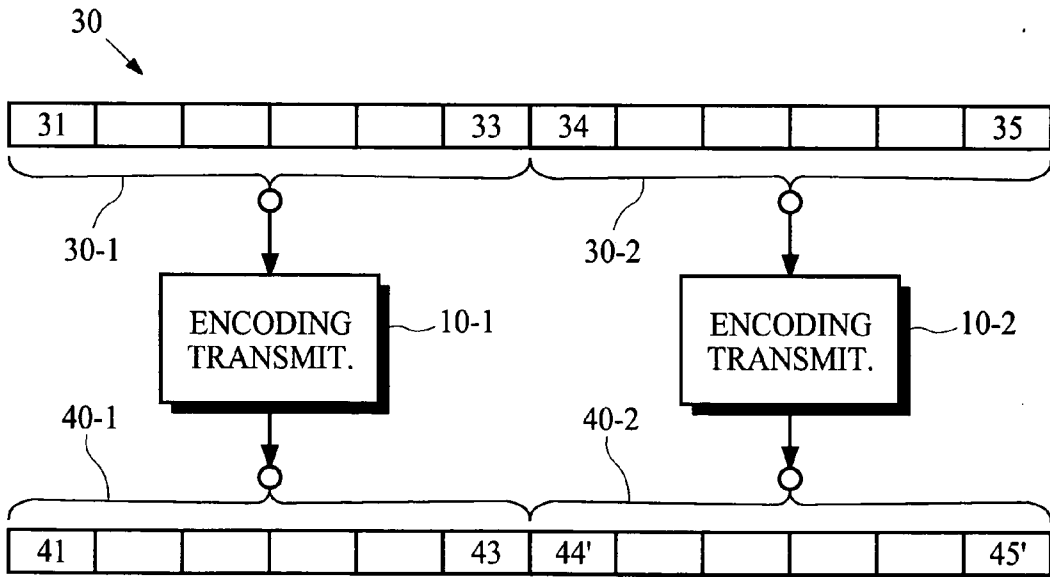 30
31 33 34 35
30-1 30-2
ENCODING
TRANSMIT.
10-1
ENCODING
TRANSMIT.
10-2
40-1 40-2
41 43 44' 45'